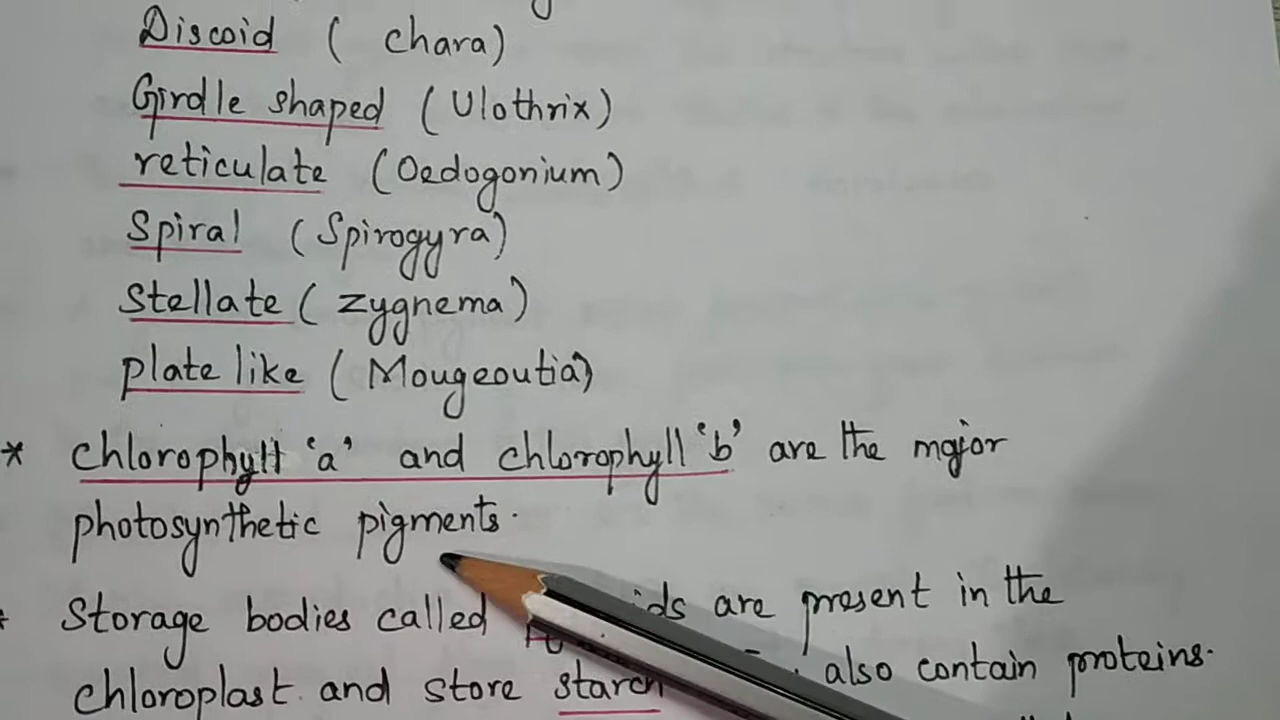 Discoid ( chara)
Girdle shaped (Ulothrix)
reticulate (Oedogonium)
Spiral (Spirogyra)
Stellate ( zygnema)
plate like ( Mougeoutia)
* chlorophyll 'a' and chlorophyll 'b' are the major
photosynthetic pigments.
* Storage bodies called are present in the
chloroplast. and store starch also contain proteins.